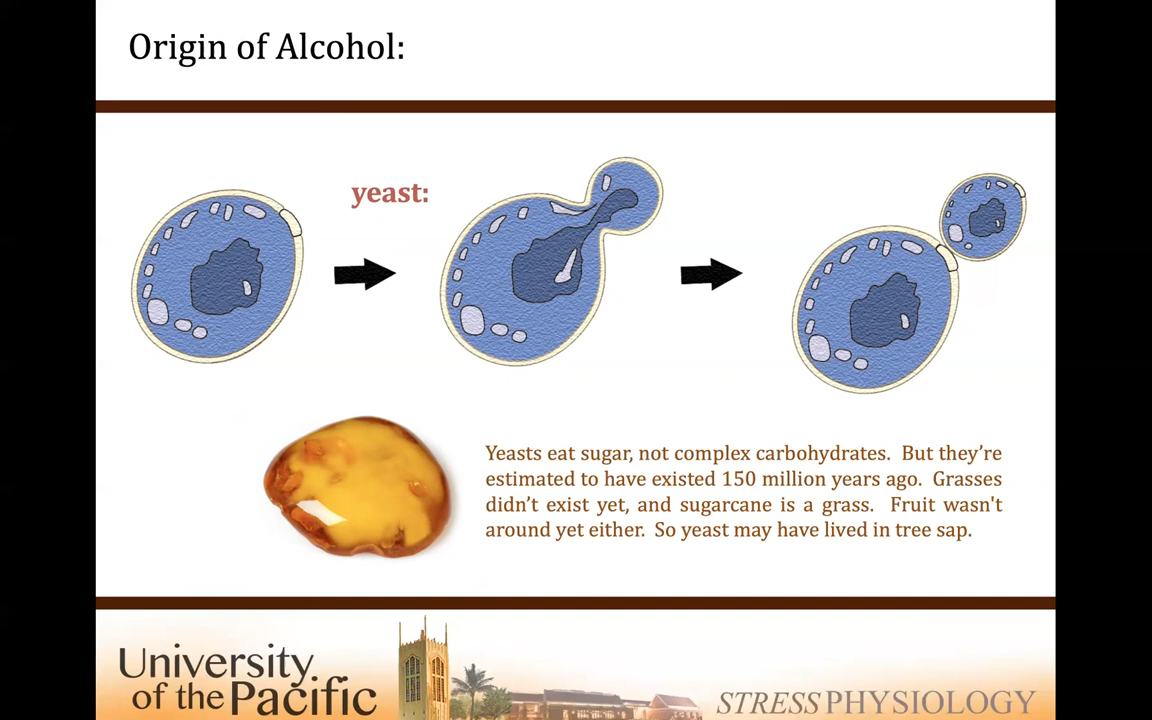 Origin of Alcohol:
yeast:
Yeasts eat sugar, not complex carbohydrates. But they're
estimated to have existed 150 million years ago. Grasses
didn't exist yet, and sugarcane is a grass. Fruit wasn't
around yet either. So yeast may have lived in tree sap.
University
of the Pacific
STRESS PHYSIOLOGY